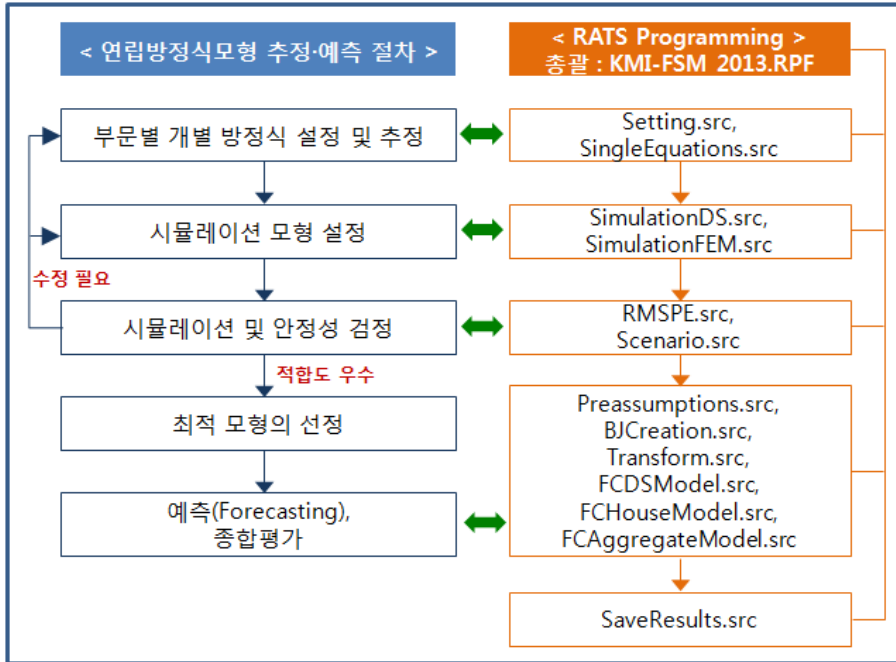 < 연립방정식모형 추정·예측 절차 >
< RATS Programming >
총괄 : KMI-FSM 2013.RPF
부문별 개별 방정식 설정 및 추정
Setting.src,
SingleEquations.src
시뮬레이션 모형 설정
SimulationDS.src,
SimulationFEM.src
수정 필요
시뮬레이션 및 안정성 검정
RMSPE.src,
Scenario.src
적합도 우수
최적 모형의 선정
Preassumptions.src,
BJCreation.src,
Transform.src,
FCDSModel.src,
FCHouseModel.src,
FCAggregateModel.src
예측(Forecasting),
종합평가
SaveResults.src